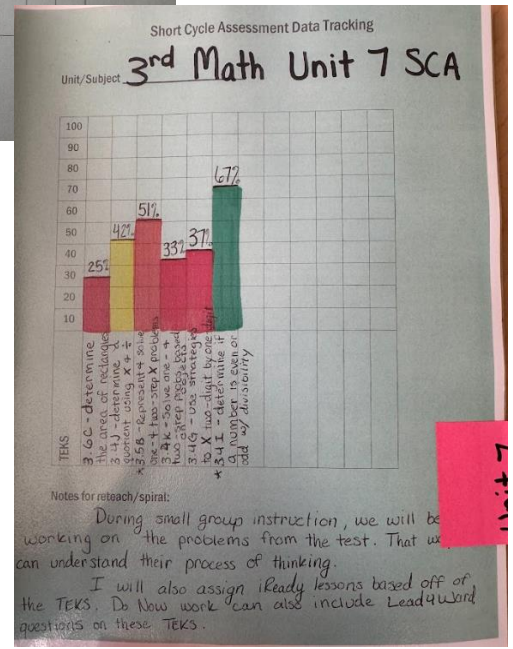 Short Cycle Assessment Data Tracking
Unit/Subject 3rd Math Unit 7 SCA
100
90
80
70
60
50
40
30
20
10
25%
42%
51%
33%
37%
67%
TEKS
3.6C - determine
the area of rectangles
3.4J - determine a
quotient using X + ÷
*3.5B - Represent & solve
one - & two-step X problems
3.4K - Solve one - &
two-step probs based
on objects
3.4G - use strategies
to X two-digit by one digit
*3.4I - determine if
a number is even or
odd w/ divisibility
Notes for reteach/spiral:
During small group instruction, we will be
working on the problems from the test. That
can understand their process of thinking.
I will also assign iReady lessons based off of
the TEKS. Do Now work can also include Lead4Ward
questions on these TEKS.
Unit 7